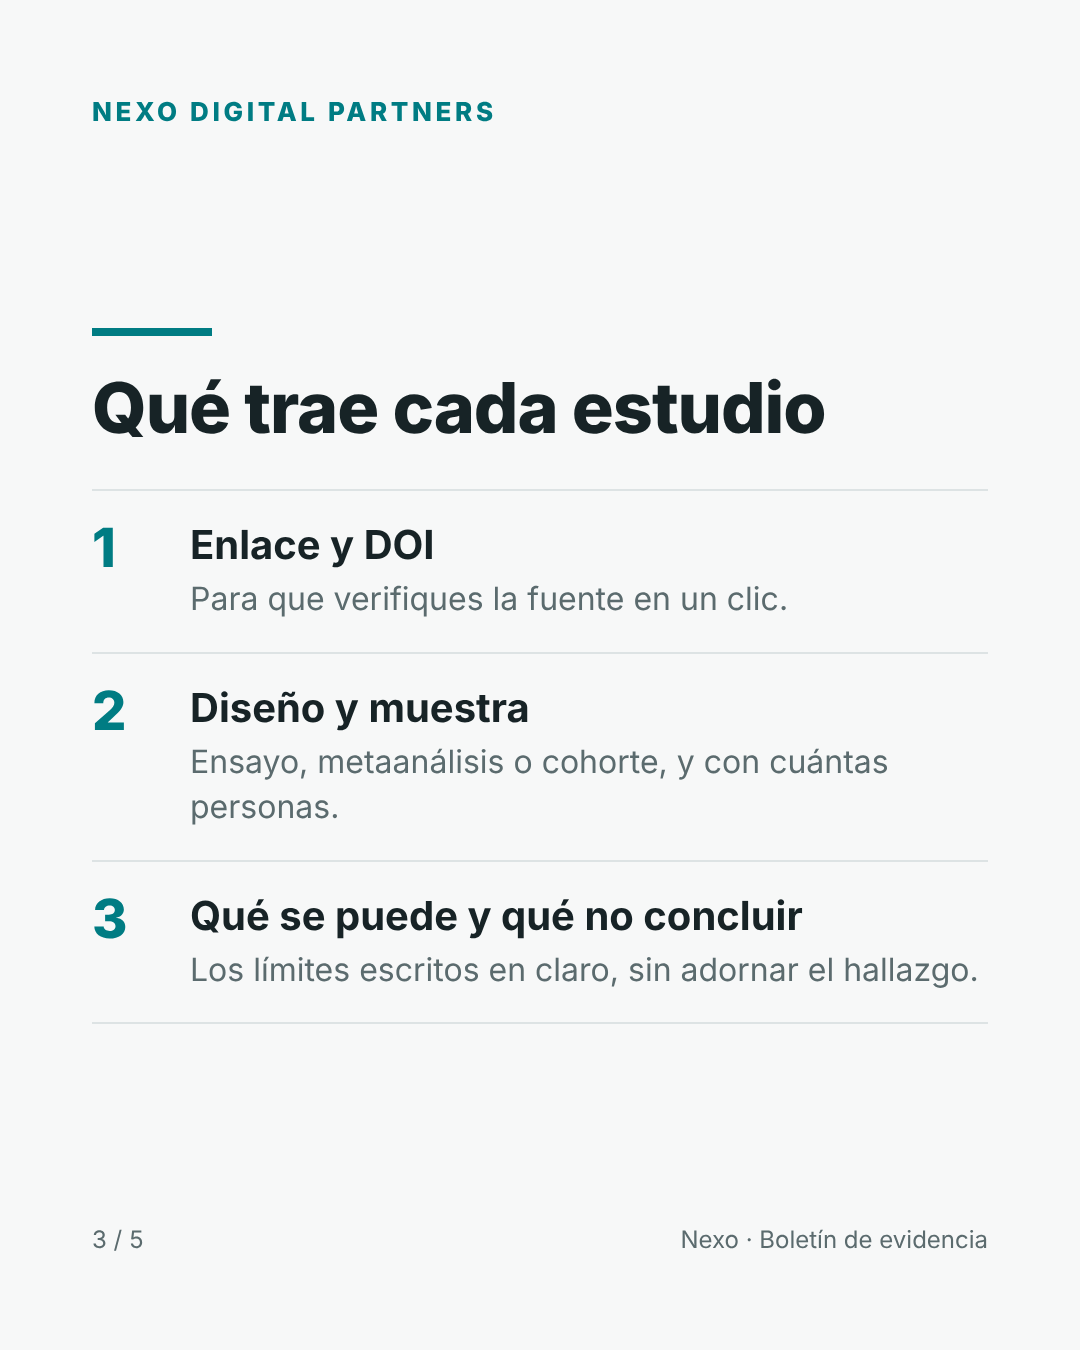 NEXO DIGITAL PARTNERS
Qué trae cada estudio
1
Enlace y DOI
Para que verifiques la fuente en un clic.
2
Diseño y muestra
Ensayo, metaanálisis o cohorte, y con cuántas
personas.
3
Qué se puede y qué no concluir
Los límites escritos en claro, sin adornar el hallazgo.
3 / 5
Nexo · Boletín de evidencia